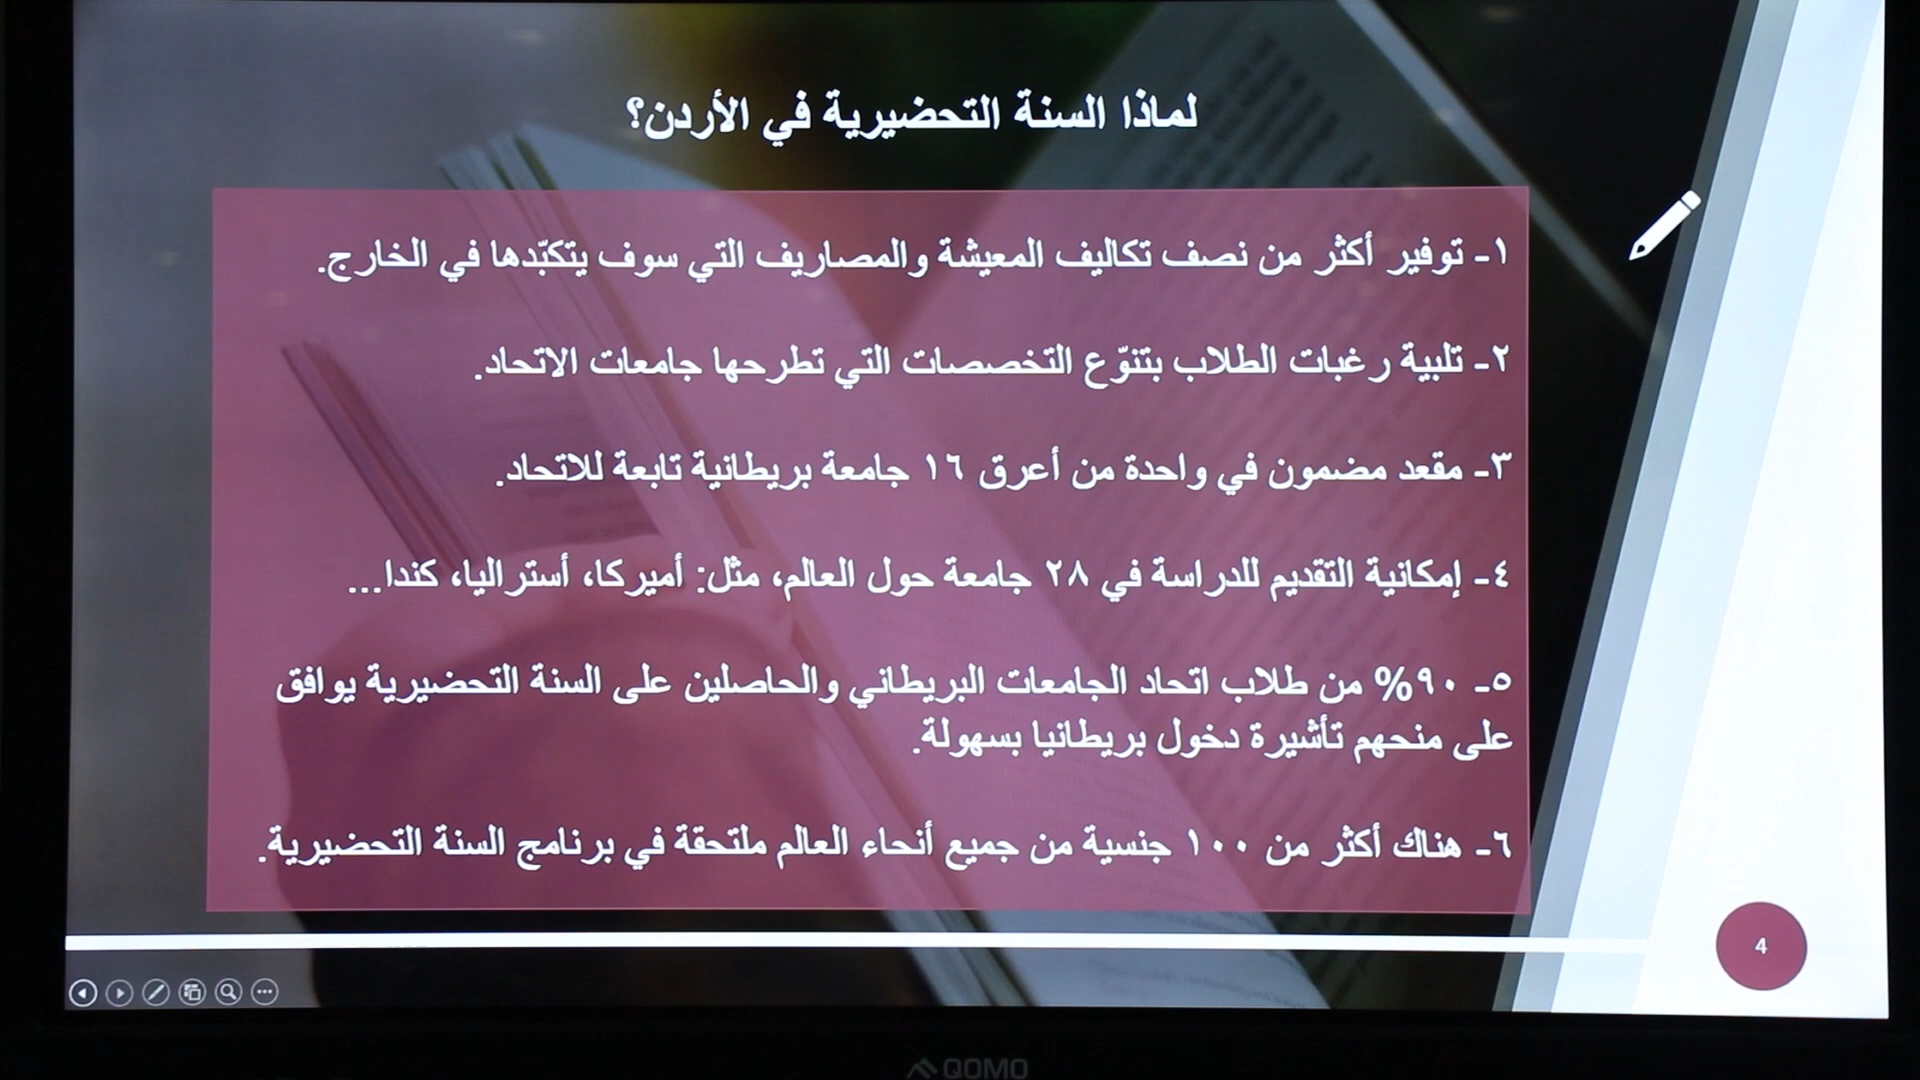 لماذا السنة التحضيرية في الأردن؟
١- توفير أكثر من نصف تكاليف المعيشة والمصاريف التي سوف يتكبّدها في الخارج.
٢- تلبية رغبات الطلاب بتنوّع التخصصات التي تطرحها جامعات الاتحاد.
٣- مقعد مضمون في واحدة من أعرق ١٦ جامعة بريطانية تابعة للاتحاد.
٤- إمكانية التقديم للدراسة في ٢٨ جامعة حول العالم، مثل: أميركا، أستراليا، كندا...
٥- ٩٠% من طلاب اتحاد الجامعات البريطاني والحاصلين على السنة التحضيرية يوافق
على منحهم تأشيرة دخول بريطانيا بسهولة.
٦- هناك أكثر من ١٠٠ جنسية من جميع أنحاء العالم ملتحقة في برنامج السنة التحضيرية.
4
QOMO